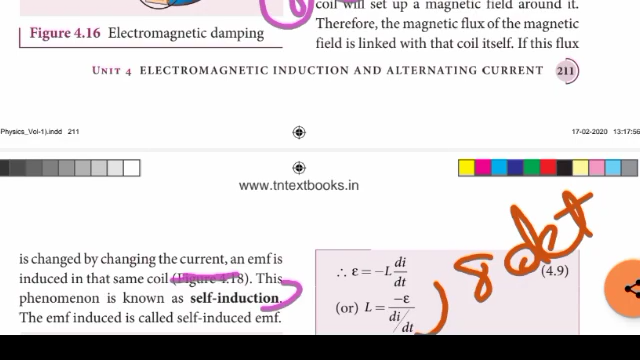 coil will set up a magnetic field around it.
Therefore, the magnetic flux of the magnetic
Figure 4.16 Electromagnetic damping
field is linked with that coil itself. If this flux
UNIT 4 ELECTROMAGNETIC INDUCTION AND ALTERNATING CURRENT 211
Physics_Vol-1).indd 211
17-02-2020 13:17:56
www.tntextbooks.in
is changed by changing the current, an emf is
induced in that same coil (Figure 4.18). This
phenomenon is known as self-induction.
The emf induced is called self-induced emf.
∴ ε = −L di/dt (4.9)
(or) L = −ε / di/dt
8 Oct